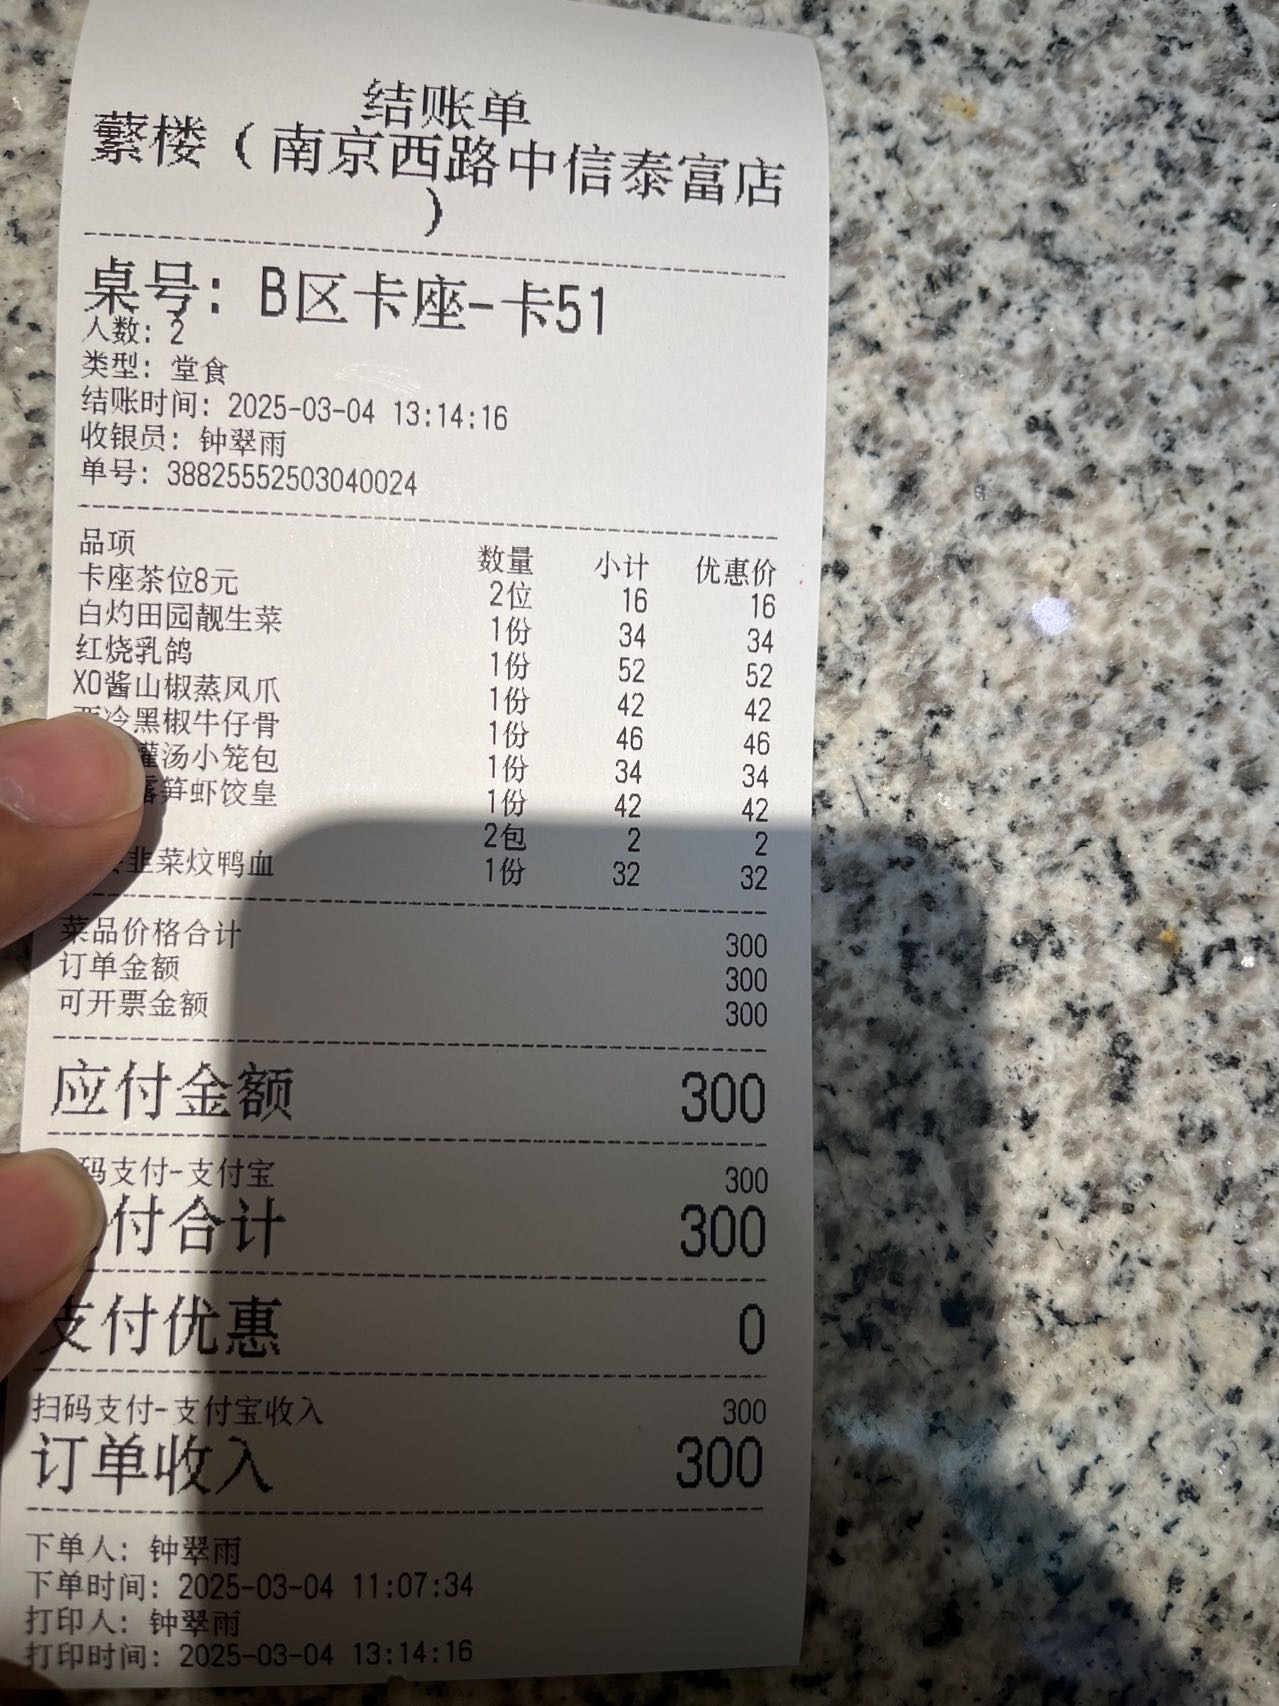 结账单
蘩楼（南京西路中信泰富店
）
桌号: B区卡座-卡51
人数: 2
类型: 堂食
结账时间: 2025-03-04 13:14:16
收银员: 钟翠雨
单号: 38825552503040024
品项 数量 小计 优惠价
卡座茶位8元 2位 16 16
白灼田园靓生菜 1份 34 34
红烧乳鸽 1份 52 52
XO酱山椒蒸凤爪 1份 42 42
冷黑椒牛仔骨 1份 46 46
灌汤小笼包 1份 34 34
笋虾饺皇 1份 42 42
2包 2 2
韭菜炆鸭血 1份 32 32
菜品价格合计 300
订单金额 300
可开票金额 300
应付金额 300
码支付-支付宝 300
付合计 300
支付优惠 0
扫码支付-支付宝收入 300
订单收入 300
下单人: 钟翠雨
下单时间: 2025-03-04 11:07:34
打印人: 钟翠雨
打印时间: 2025-03-04 13:14:16